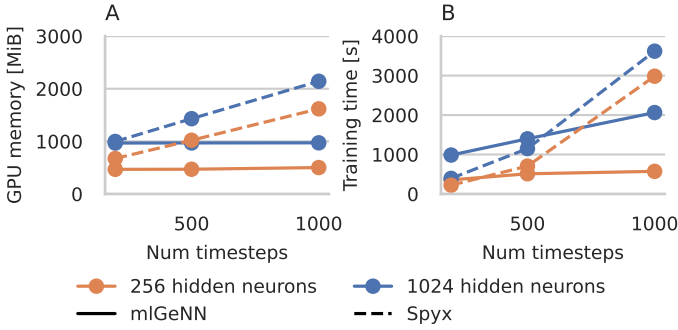 A
B
GPU memory [MiB]
3000
2000
1000
0
500
1000
Num timesteps
Training time [s]
4000
3000
2000
1000
0
500
1000
Num timesteps
256 hidden neurons
1024 hidden neurons
mlGeNN
Spyx